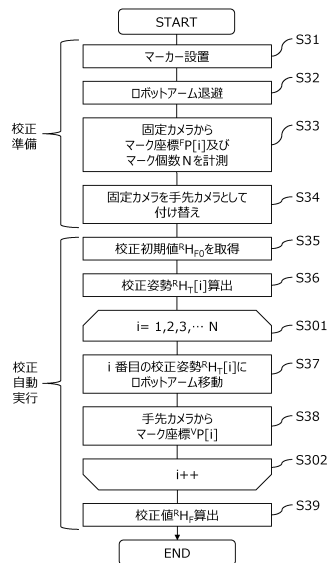 START
マーカー設置
S31
ロボットアーム退避
S32
校正
準備
固定カメラから
マーク座標ᶠP[i]及び
マーク個数Nを計測
S33
固定カメラを手先カメラとして
付け替え
S34
校正初期値ᴿH_F0を取得
S35
校正姿勢ᴿH_T[i]算出
S36
i= 1,2,3,… N
S301
校正
自動
実行
i 番目の校正姿勢ᴿH_T[i]に
ロボットアーム移動
S37
手先カメラから
マーク座標ⱽP[i]
S38
i++
S302
校正値ᴿH_F算出
S39
END